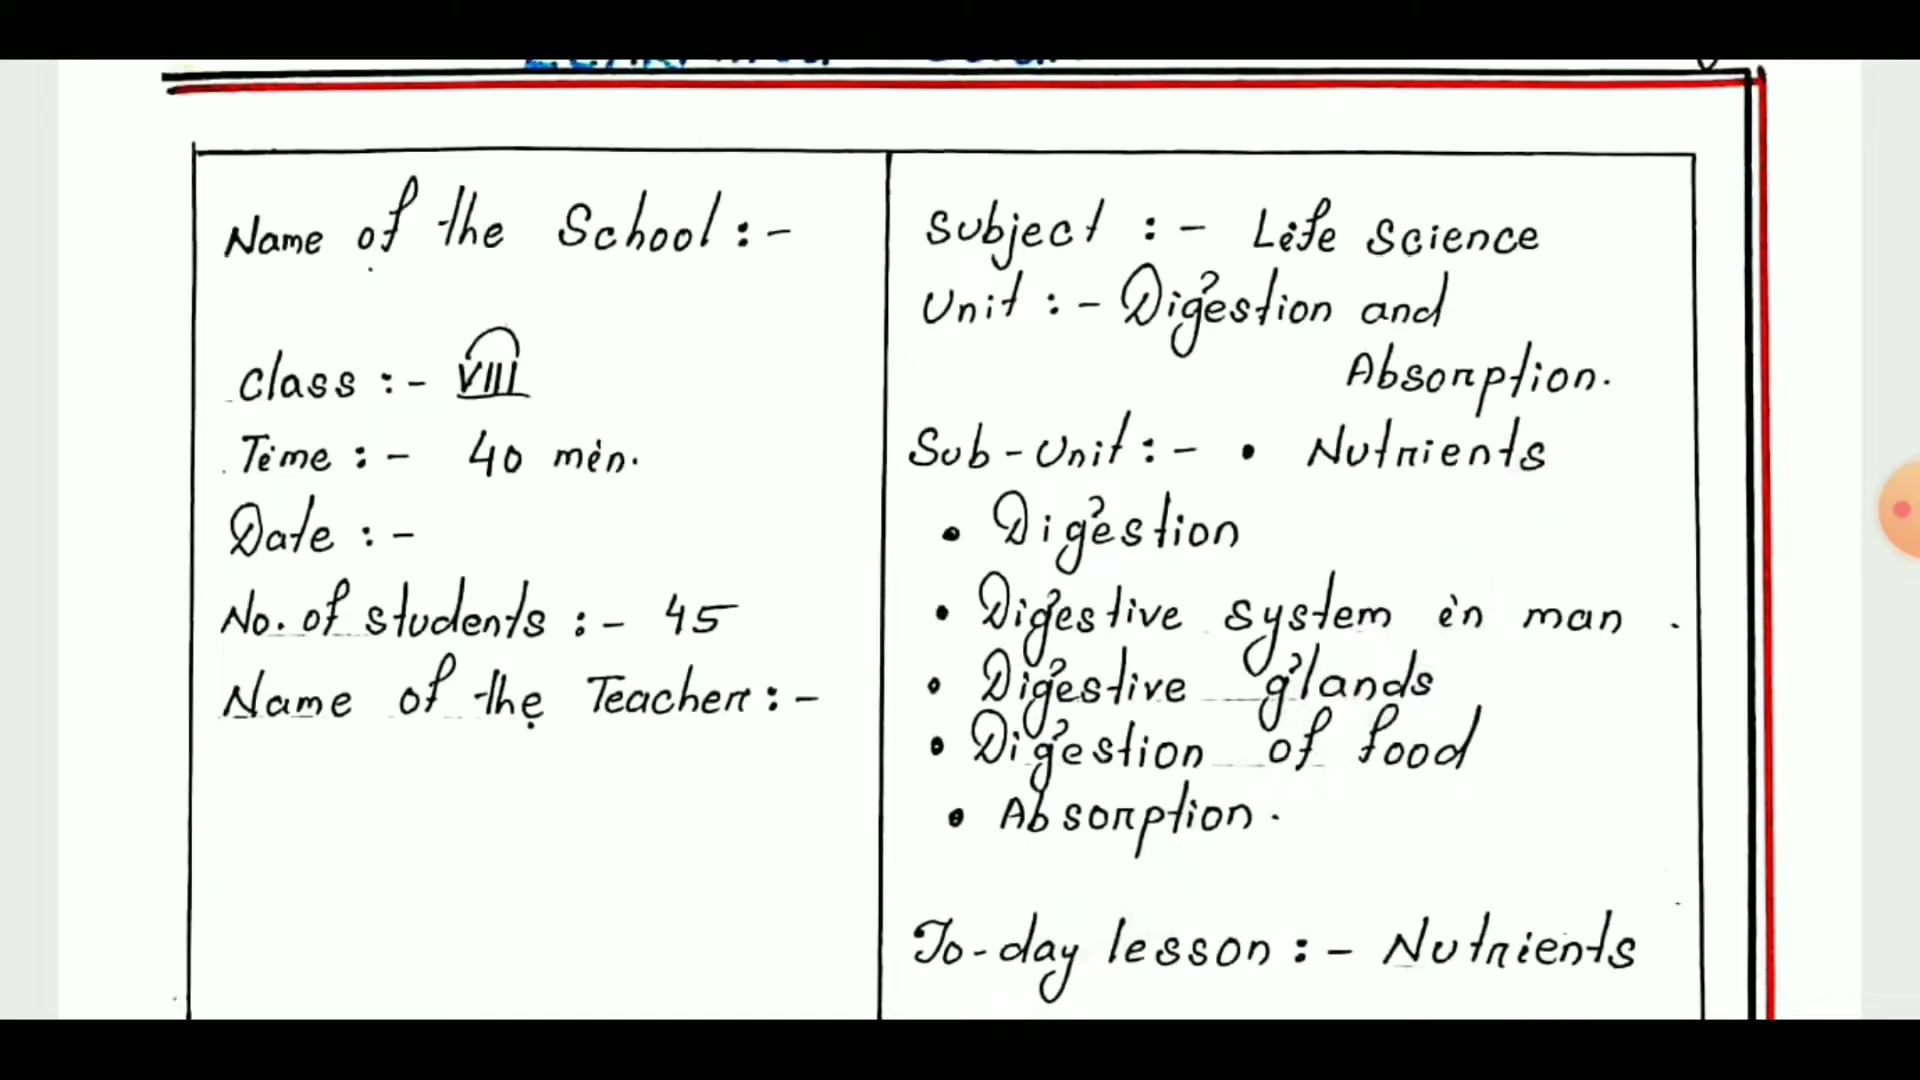 Name of the School :-
Class :- VIII
Time :- 40 min.
Date :-
No. of students :- 45
Name of the Teacher :-
Subject :- Life Science
Unit :- Digestion and
Absorption.
Sub-Unit :- • Nutrients
• Digestion
• Digestive system in man .
• Digestive glands
• Digestion of food
• Absorption.
To-day lesson :- Nutrients